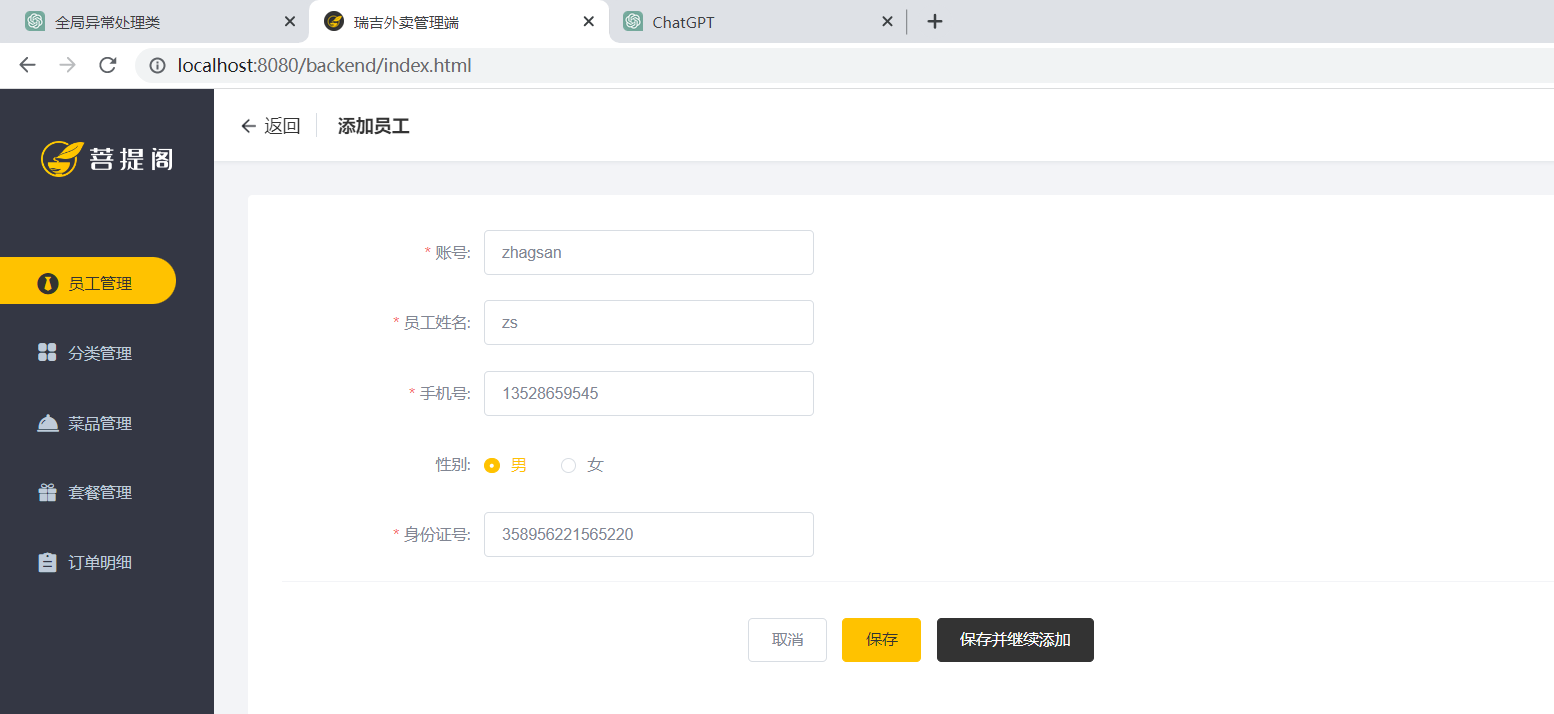 全局异常处理类
瑞吉外卖管理端
ChatGPT
localhost:8080/backend/index.html
菩提阁
员工管理
分类管理
菜品管理
套餐管理
订单明细
返回 添加员工
* 账号: zhagsan
* 员工姓名: zs
* 手机号: 13528659545
性别: 男 女
* 身份证号: 358956221565220
取消 保存 保存并继续添加